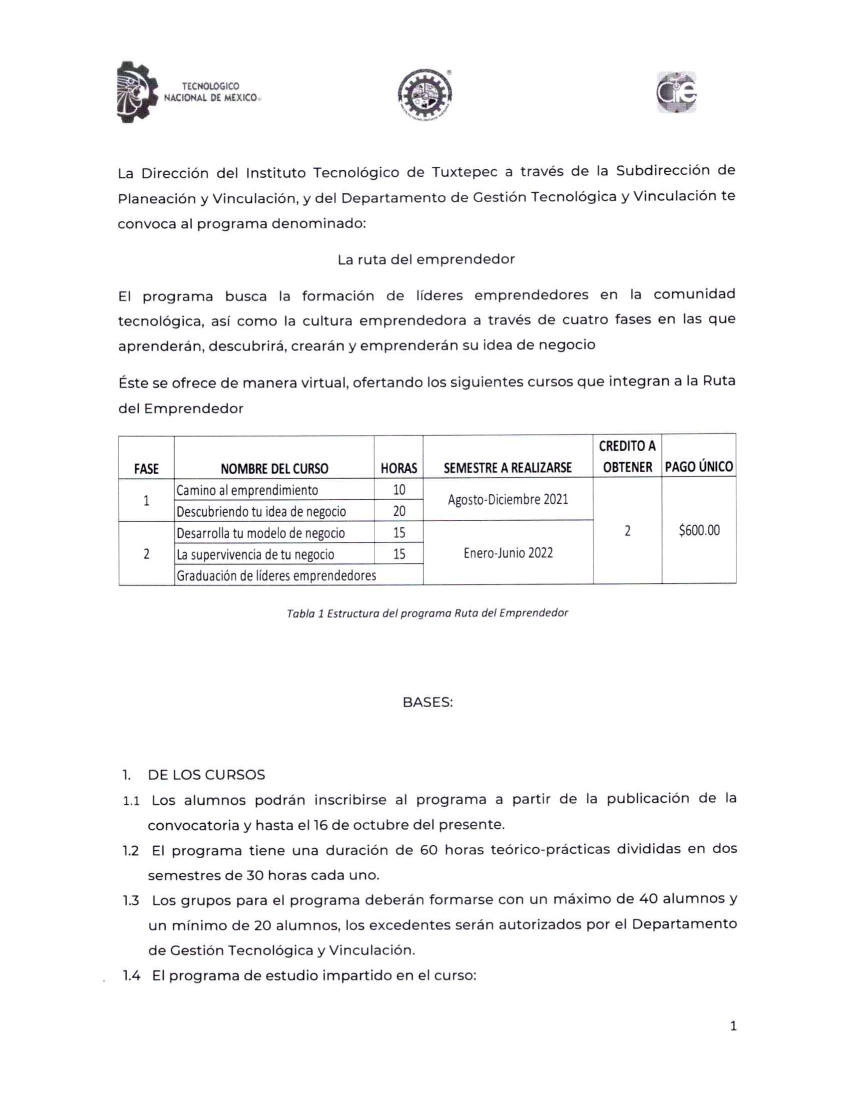 TECNOLOGICO
NACIONAL DE MEXICO®
CIE
La Dirección del Instituto Tecnológico de Tuxtepec a través de la Subdirección de
Planeación y Vinculación, y del Departamento de Gestión Tecnológica y Vinculación te
convoca al programa denominado:
La ruta del emprendedor
El programa busca la formación de líderes emprendedores en la comunidad
tecnológica, así como la cultura emprendedora a través de cuatro fases en las que
aprenderán, descubrirá, crearán y emprenderán su idea de negocio
Éste se ofrece de manera virtual, ofertando los siguientes cursos que integran a la Ruta
del Emprendedor
FASE NOMBRE DEL CURSO HORAS SEMESTRE A REALIZARSE CREDITO A OBTENER PAGO ÚNICO
1 Camino al emprendimiento 10 Agosto-Diciembre 2021 2 $600.00
Descubriendo tu idea de negocio 20
2 Desarrolla tu modelo de negocio 15 Enero-Junio 2022
La supervivencia de tu negocio 15
Graduación de líderes emprendedores
Tabla 1 Estructura del programa Ruta del Emprendedor
BASES:
1. DE LOS CURSOS
1.1 Los alumnos podrán inscribirse al programa a partir de la publicación de la
convocatoria y hasta el 16 de octubre del presente.
1.2 El programa tiene una duración de 60 horas teórico-prácticas divididas en dos
semestres de 30 horas cada uno.
1.3 Los grupos para el programa deberán formarse con un máximo de 40 alumnos y
un mínimo de 20 alumnos, los excedentes serán autorizados por el Departamento
de Gestión Tecnológica y Vinculación.
1.4 El programa de estudio impartido en el curso:
1